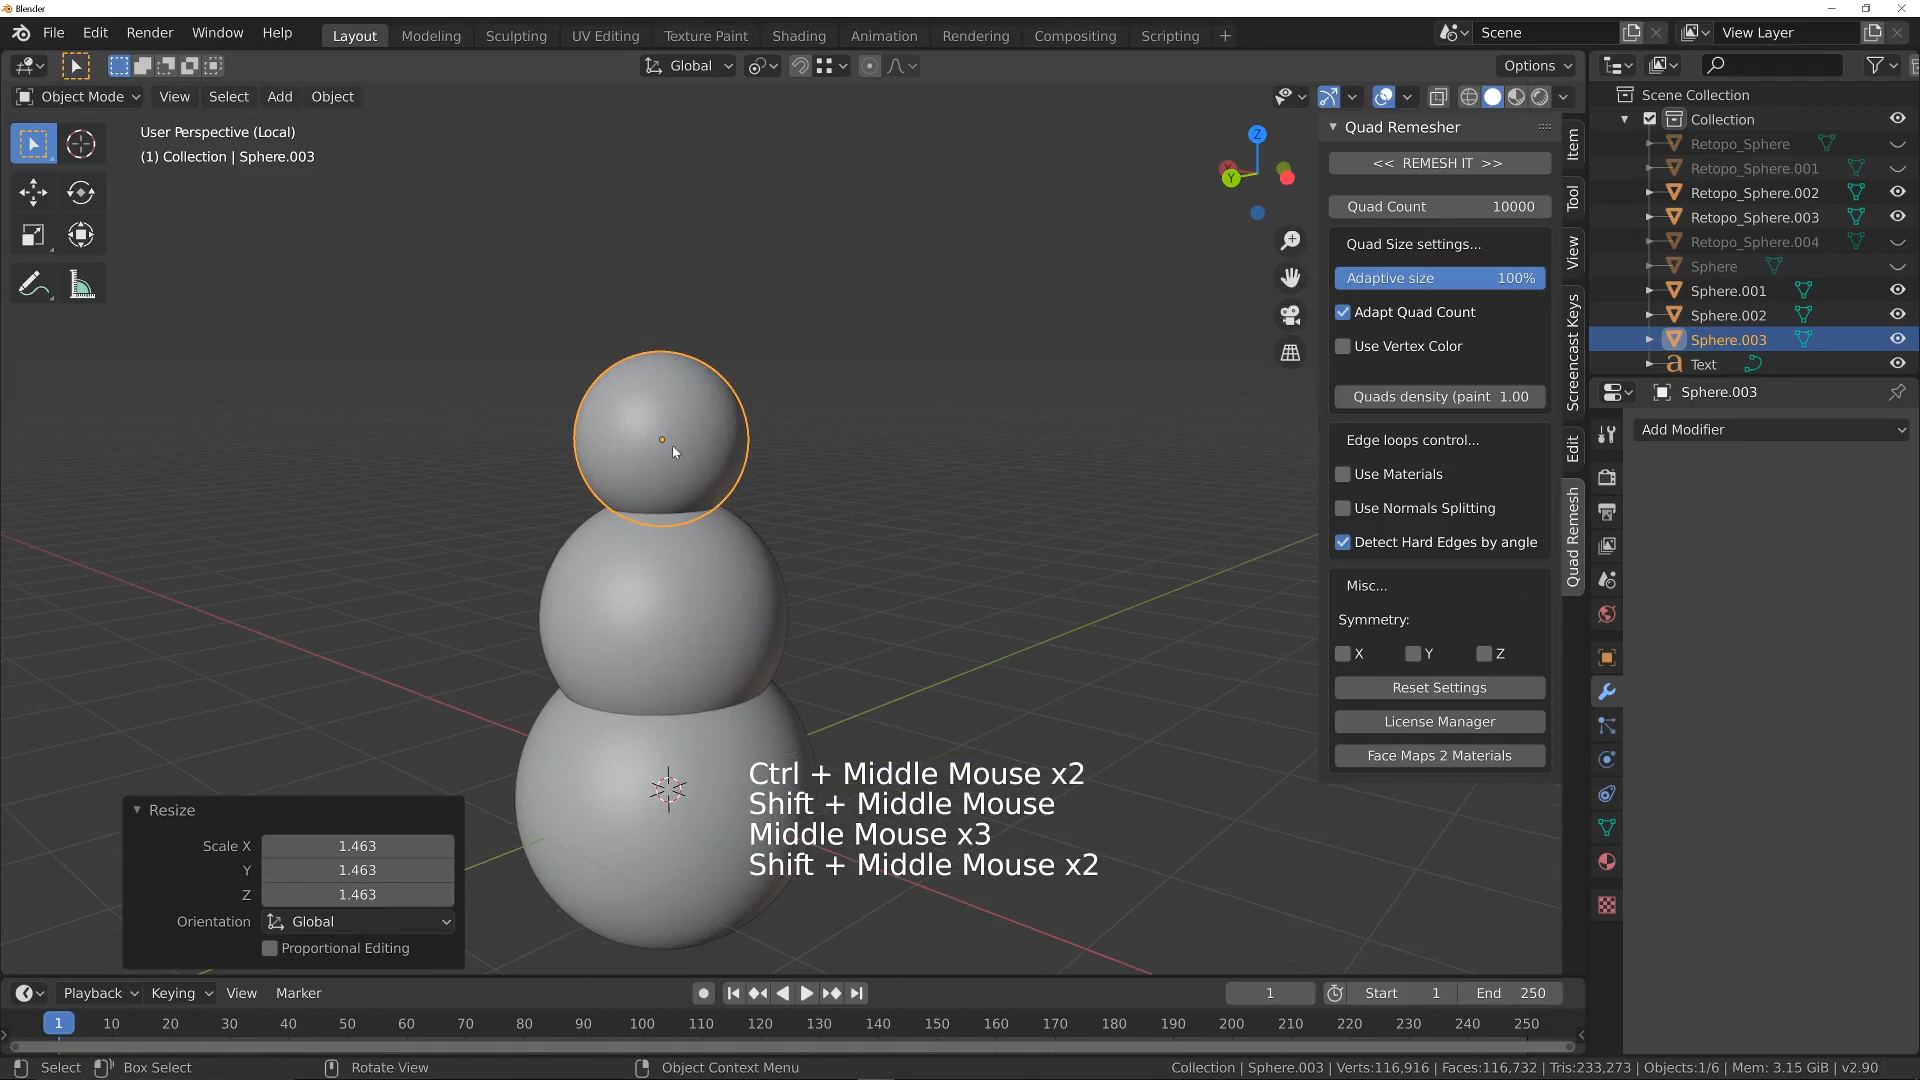 Blender
File Edit Render Window Help
Layout Modeling Sculpting UV Editing Texture Paint Shading Animation Rendering Compositing Scripting +
Scene
View Layer
Global
Options
Object Mode View Select Add Object
User Perspective (Local)
(1) Collection | Sphere.003
Z
Y
Quad Remesher
<< REMESH IT >>
Quad Count 10000
Quad Size settings...
Adaptive size 100%
Adapt Quad Count
Use Vertex Color
Quads density (paint 1.00
Edge loops control...
Use Materials
Use Normals Splitting
Detect Hard Edges by angle
Misc...
Symmetry:
X Y Z
Reset Settings
License Manager
Face Maps 2 Materials
Item
Tool
View
Screencast Keys
Edit
Quad Remesh
Scene Collection
Collection
Retopo_Sphere
Retopo_Sphere.001
Retopo_Sphere.002
Retopo_Sphere.003
Retopo_Sphere.004
Sphere
Sphere.001
Sphere.002
Sphere.003
Text
Sphere.003
Add Modifier
Ctrl + Middle Mouse x2
Shift + Middle Mouse
Middle Mouse x3
Shift + Middle Mouse x2
Resize
Scale X 1.463
Y 1.463
Z 1.463
Orientation Global
Proportional Editing
Playback Keying View Marker
1 Start 1 End 250
1 10 20 30 40 50 60 70 80 90 100 110 120 130 140 150 160 170 180 190 200 210 220 230 240 250
Select Box Select Rotate View Object Context Menu
Collection | Sphere.003 | Verts:116,916 | Faces:116,732 | Tris:233,273 | Objects:1/6 | Mem: 3.15 GiB | v2.90